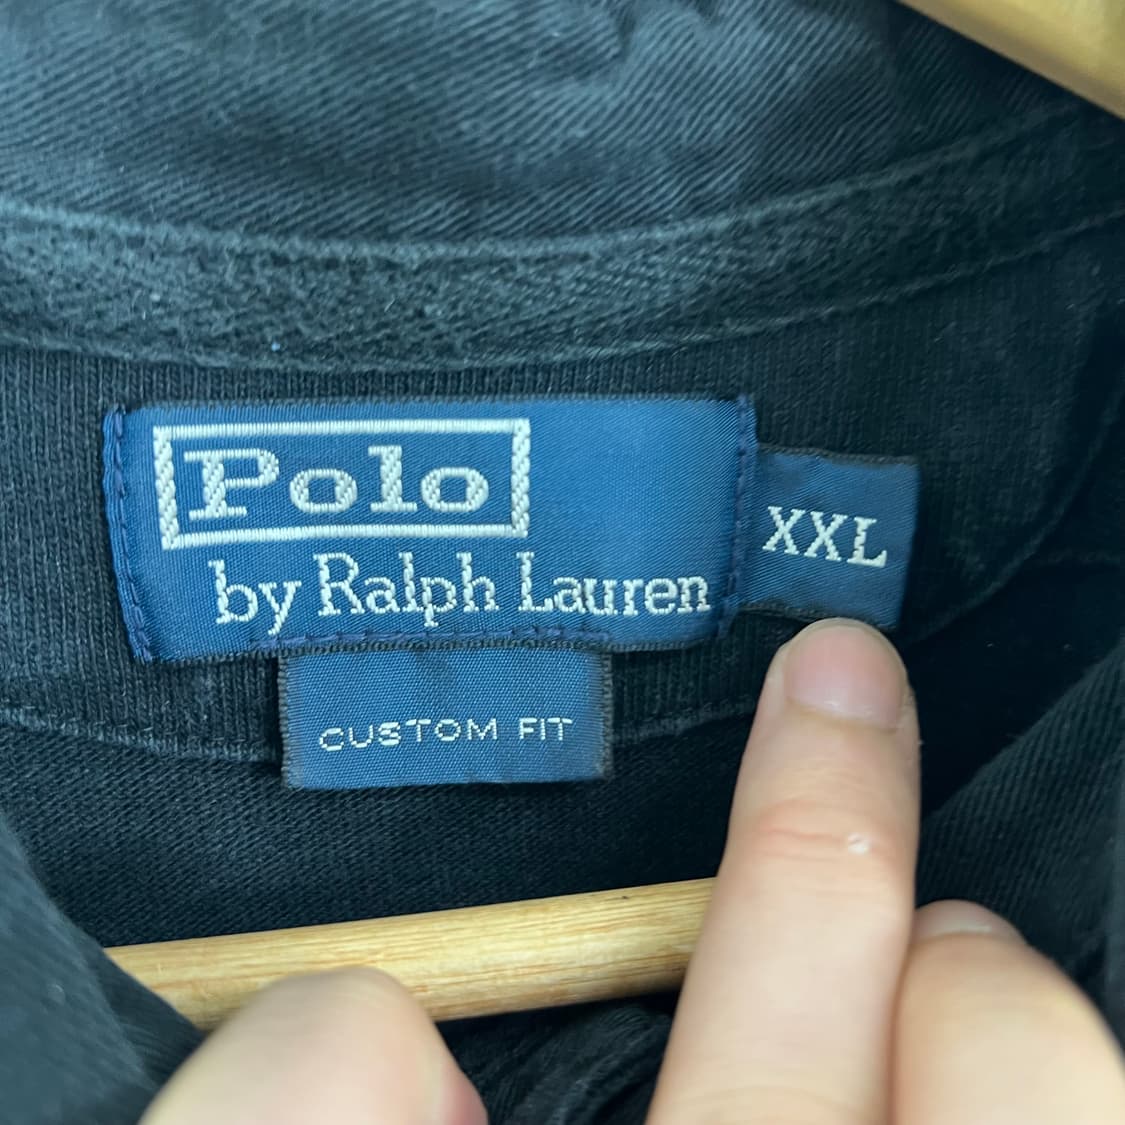 Polo
by Ralph Lauren
XXL
CUSTOM FIT